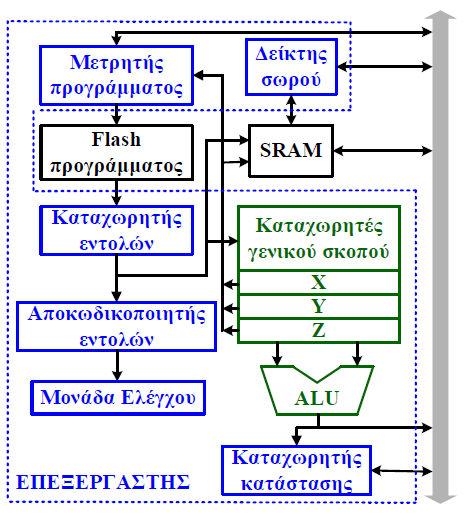 Μετρητής
προγράμματος
Δείκτης
σωρού
Flash
προγράμματος
SRAM
Καταχωρητής
εντολών
Καταχωρητές
γενικού σκοπού
X
Y
Z
Αποκωδικοποιητής
εντολών
Μονάδα Ελέγχου
ALU
Καταχωρητής
κατάστασης
ΕΠΕΞΕΡΓΑΣΤΗΣ